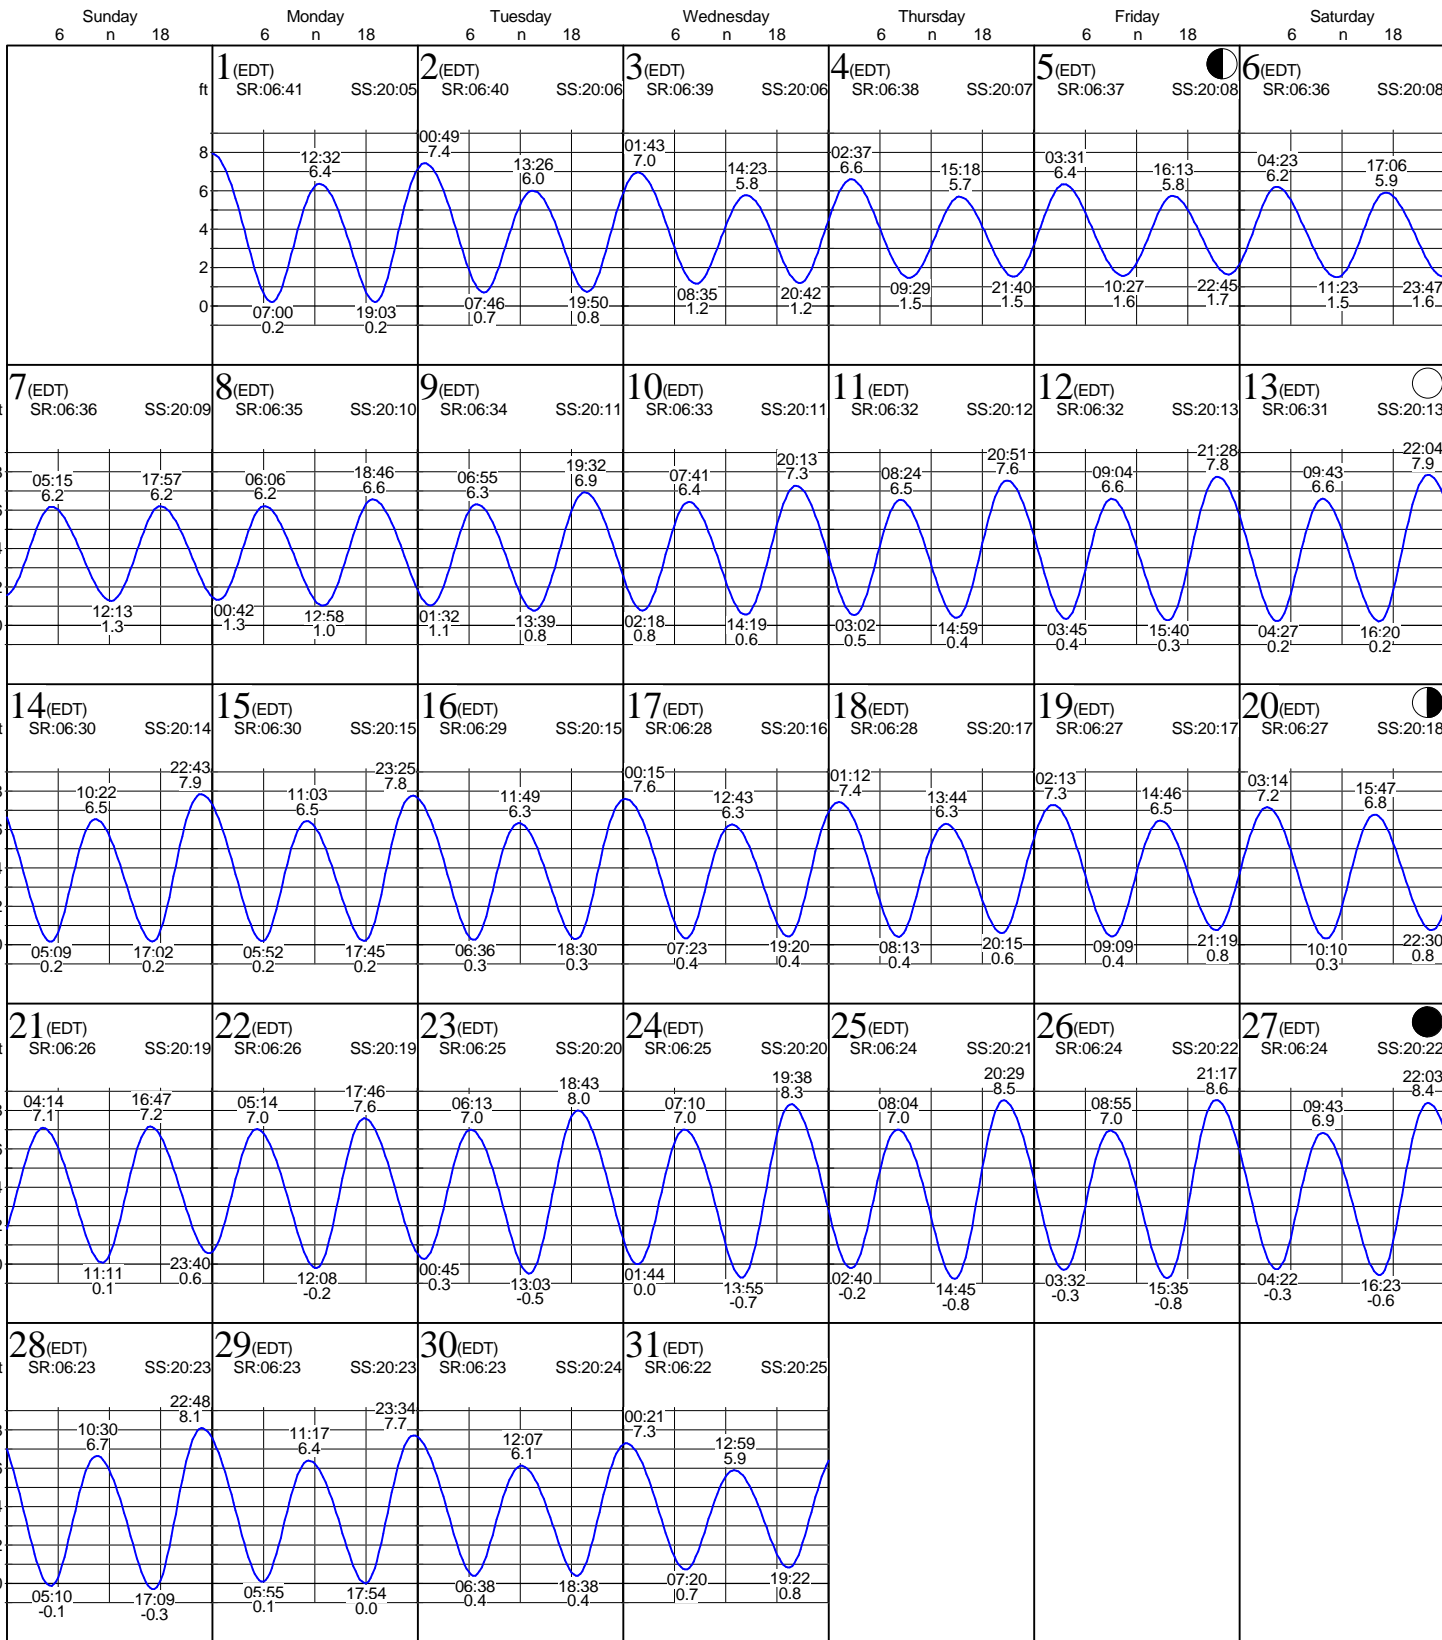 Sunday Monday Tuesday Wednesday Thursday Friday Saturday
6 n 18 6 n 18 6 n 18 6 n 18 6 n 18 6 n 18 6 n 18
1(EDT) 2(EDT) 3(EDT) 4(EDT) 5(EDT) 6(EDT)
ft SR:06:41 SS:20:05 SR:06:40 SS:20:06 SR:06:39 SS:20:06 SR:06:38 SS:20:07 SR:06:37 SS:20:08 SR:06:36 SS:20:08
00:49 01:43 02:37 03:31 04:23
7.4 7.0 6.6 6.4 6.2
12:32 13:26 14:23 15:18 16:13 17:06
6.4 6.0 5.8 5.7 5.8 5.9
8
6
4
2
0
07:00 19:03 07:46 19:50 08:35 20:42 09:29 21:40 10:27 22:45 11:23 23:47
0.2 0.2 0.7 0.8 1.2 1.2 1.5 1.5 1.6 1.7 1.5 1.6
7(EDT) 8(EDT) 9(EDT) 10(EDT) 11(EDT) 12(EDT) 13(EDT)
SR:06:36 SS:20:09 SR:06:35 SS:20:10 SR:06:34 SS:20:11 SR:06:33 SS:20:11 SR:06:32 SS:20:12 SR:06:32 SS:20:13 SR:06:31 SS:20:13
05:15 17:57 06:06 18:46 06:55 19:32 07:41 20:13 08:24 20:51 09:04 21:28 09:43 22:04
6.2 6.2 6.2 6.6 6.3 6.9 6.4 7.3 6.5 7.6 6.6 7.8 6.6 7.9
12:13 00:42 12:58 01:32 13:39 02:18 14:19 03:02 14:59 03:45 15:40 04:27 16:20
1.3 1.3 1.0 1.1 0.8 0.8 0.6 0.5 0.4 0.4 0.3 0.2 0.2
14(EDT) 15(EDT) 16(EDT) 17(EDT) 18(EDT) 19(EDT) 20(EDT)
SR:06:30 SS:20:14 SR:06:30 SS:20:15 SR:06:29 SS:20:15 SR:06:28 SS:20:16 SR:06:28 SS:20:17 SR:06:27 SS:20:17 SR:06:27 SS:20:18
10:22 22:43 11:03 23:25 11:49 00:15 12:43 01:12 13:44 02:13 14:46 03:14 15:47
6.5 7.9 6.5 7.8 6.3 7.6 6.3 7.4 6.3 7.3 6.5 7.2 6.8
05:09 17:02 05:52 17:45 06:36 18:30 07:23 19:20 08:13 20:15 09:09 21:19 10:10 22:30
0.2 0.2 0.2 0.2 0.3 0.3 0.4 0.4 0.4 0.6 0.4 0.8 0.3 0.8
21(EDT) 22(EDT) 23(EDT) 24(EDT) 25(EDT) 26(EDT) 27(EDT)
SR:06:26 SS:20:19 SR:06:26 SS:20:19 SR:06:25 SS:20:20 SR:06:25 SS:20:20 SR:06:24 SS:20:21 SR:06:24 SS:20:22 SR:06:24 SS:20:22
04:14 16:47 05:14 17:46 06:13 18:43 07:10 19:38 08:04 20:29 08:55 21:17 09:43 22:03
7.1 7.2 7.0 7.6 7.0 8.0 7.0 8.3 7.0 8.5 7.0 8.6 6.9 8.4
11:11 23:40 12:08 00:45 13:03 01:44 13:55 02:40 14:45 03:32 15:35 04:22 16:23
0.1 0.6 -0.2 0.3 -0.5 0.0 -0.7 -0.2 -0.8 -0.3 -0.8 -0.3 -0.6
28(EDT) 29(EDT) 30(EDT) 31(EDT)
SR:06:23 SS:20:23 SR:06:23 SS:20:23 SR:06:23 SS:20:24 SR:06:22 SS:20:25
10:30 22:48 11:17 23:34 12:07 00:21 12:59
6.7 8.1 6.4 7.7 6.1 7.3 5.9
05:10 17:09 05:55 17:54 06:38 18:38 07:20 19:22
-0.1 -0.3 0.1 0.0 0.4 0.4 0.7 0.8